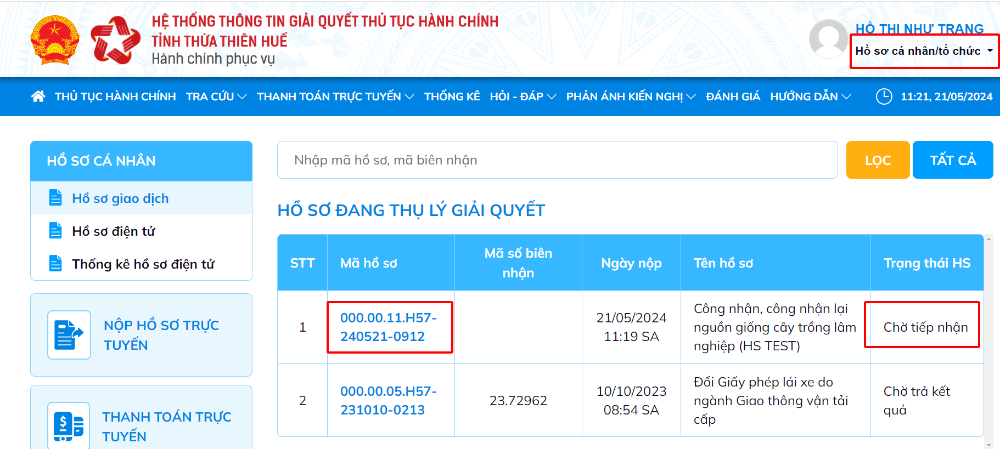 HỆ THỐNG THÔNG TIN GIẢI QUYẾT THỦ TỤC HÀNH CHÍNH
TỈNH THỪA THIÊN HUẾ
Hành chính phục vụ
HỒ THỊ NHƯ TRANG
Hồ sơ cá nhân/tổ chức
THỦ TỤC HÀNH CHÍNH TRA CỨU THANH TOÁN TRỰC TUYẾN THỐNG KÊ HỎI - ĐÁP PHẢN ÁNH KIẾN NGHỊ ĐÁNH GIÁ HƯỚNG DẪN 11:21, 21/05/2024
HỒ SƠ CÁ NHÂN
Hồ sơ giao dịch
Hồ sơ điện tử
Thống kê hồ sơ điện tử
NỘP HỒ SƠ TRỰC
TUYẾN
THANH TOÁN TRỰC
TUYẾN
Nhập mã hồ sơ, mã biên nhận
LỌC
TẤT CẢ
HỒ SƠ ĐANG THỤ LÝ GIẢI QUYẾT
STT
Mã hồ sơ
Mã số biên
nhận
Ngày nộp
Tên hồ sơ
Trạng thái HS
1
000.00.11.H57-
240521-0912
21/05/2024
11:19 SA
Công nhận, công nhận lại
nguồn giống cây trồng lâm
nghiệp (HS TEST)
Chờ tiếp nhận
2
000.00.05.H57-
231010-0213
23.72962
10/10/2023
08:54 SA
Đổi Giấy phép lái xe do
ngành Giao thông vận tải
cấp
Chờ trả kết
quả
$